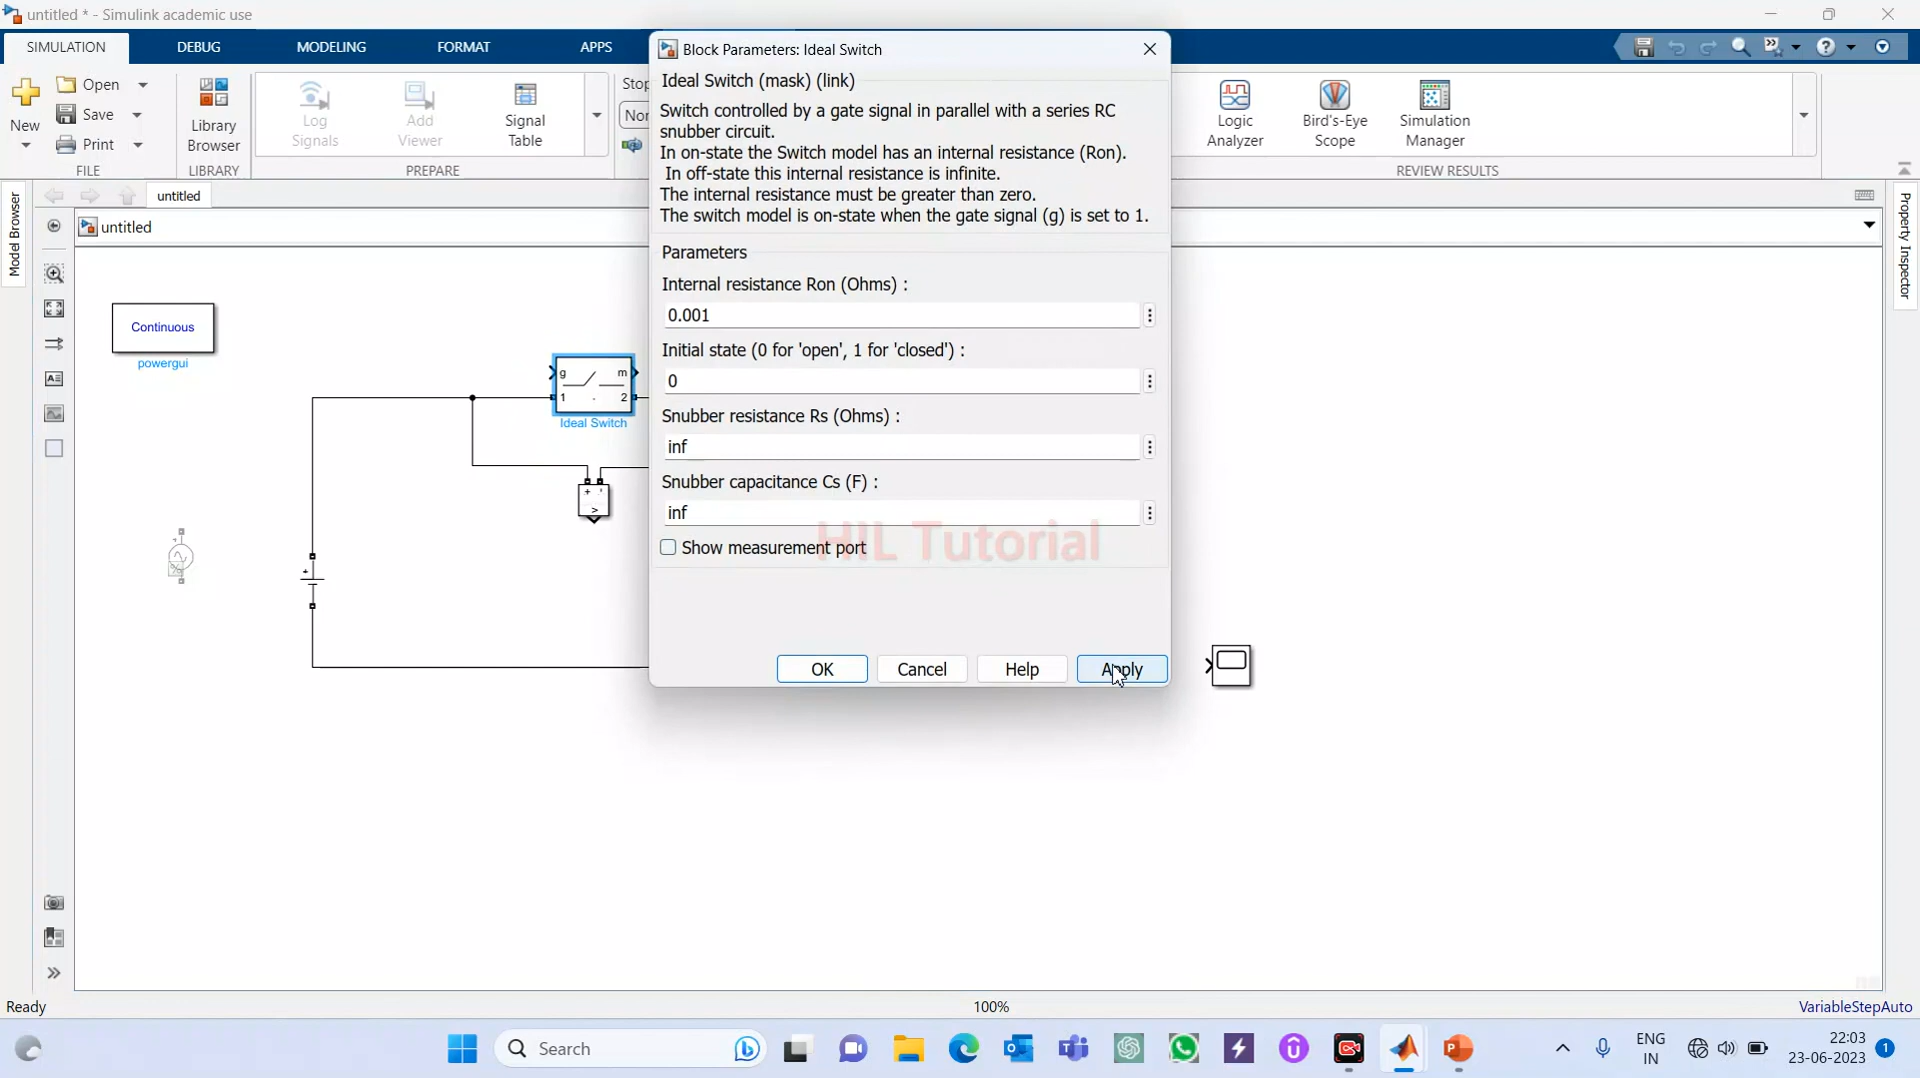 untitled * - Simulink academic use
SIMULATION
DEBUG
MODELING
FORMAT
APPS
New
Open
Save
Print
FILE
Library
Browser
LIBRARY
Log
Signals
Add
Viewer
Signal
Table
PREPARE
Stop
Nor
Logic
Analyzer
Bird's-Eye
Scope
Simulation
Manager
REVIEW RESULTS
Model Browser
untitled
untitled
Property Inspector
Block Parameters: Ideal Switch
Ideal Switch (mask) (link)
Switch controlled by a gate signal in parallel with a series RC
snubber circuit.
In on-state the Switch model has an internal resistance (Ron).
In off-state this internal resistance is infinite.
The internal resistance must be greater than zero.
The switch model is on-state when the gate signal (g) is set to 1.
Parameters
Internal resistance Ron (Ohms) :
0.001
Initial state (0 for 'open', 1 for 'closed') :
0
Snubber resistance Rs (Ohms) :
inf
Snubber capacitance Cs (F) :
inf
HIL Tutorial
Show measurement port
OK
Cancel
Help
Apply
Continuous
powergui
g m
1 2
Ideal Switch
Ready
100%
VariableStepAuto
Search
ENG
IN
22:03
23-06-2023
1